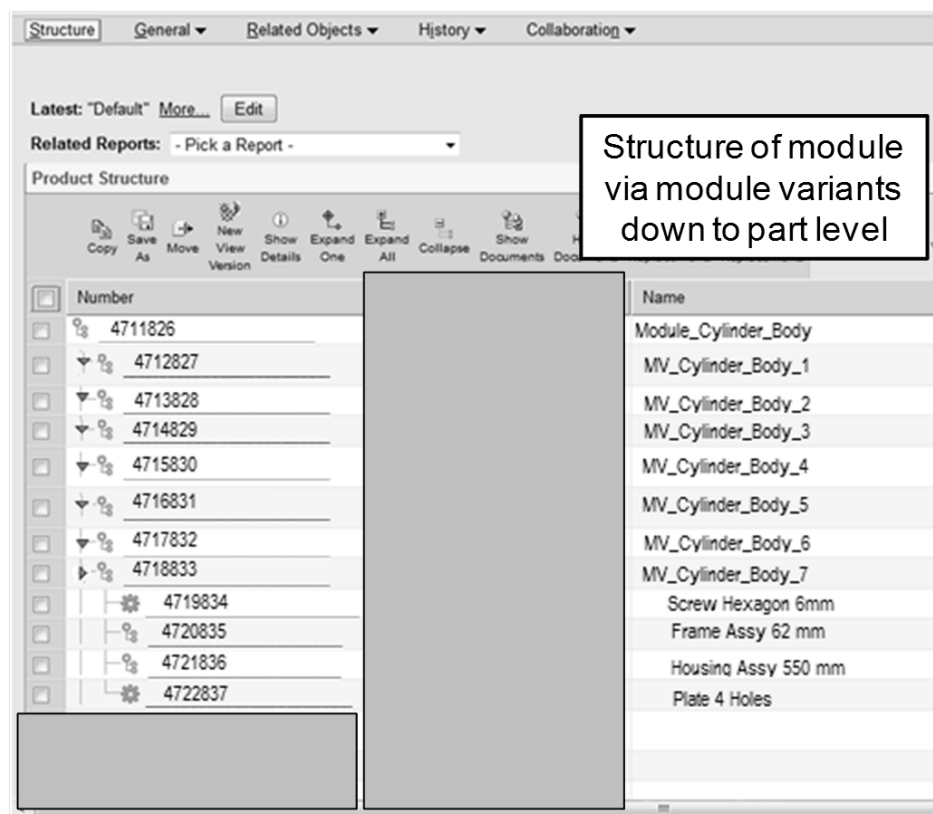 Structure General Related Objects History Collaboration
Latest: "Default" More... Edit
Related Reports: - Pick a Report -
Structure of module
via module variants
down to part level
Product Structure
Copy
Save As
Move
New View Version
Show Details
Expand One
Expand All
Collapse
Show Documents
Number Name
4711826 Module_Cylinder_Body
4712827 MV_Cylinder_Body_1
4713828 MV_Cylinder_Body_2
4714829 MV_Cylinder_Body_3
4715830 MV_Cylinder_Body_4
4716831 MV_Cylinder_Body_5
4717832 MV_Cylinder_Body_6
4718833 MV_Cylinder_Body_7
4719834 Screw Hexagon 6mm
4720835 Frame Assy 62 mm
4721836 Housing Assy 550 mm
4722837 Plate 4 Holes